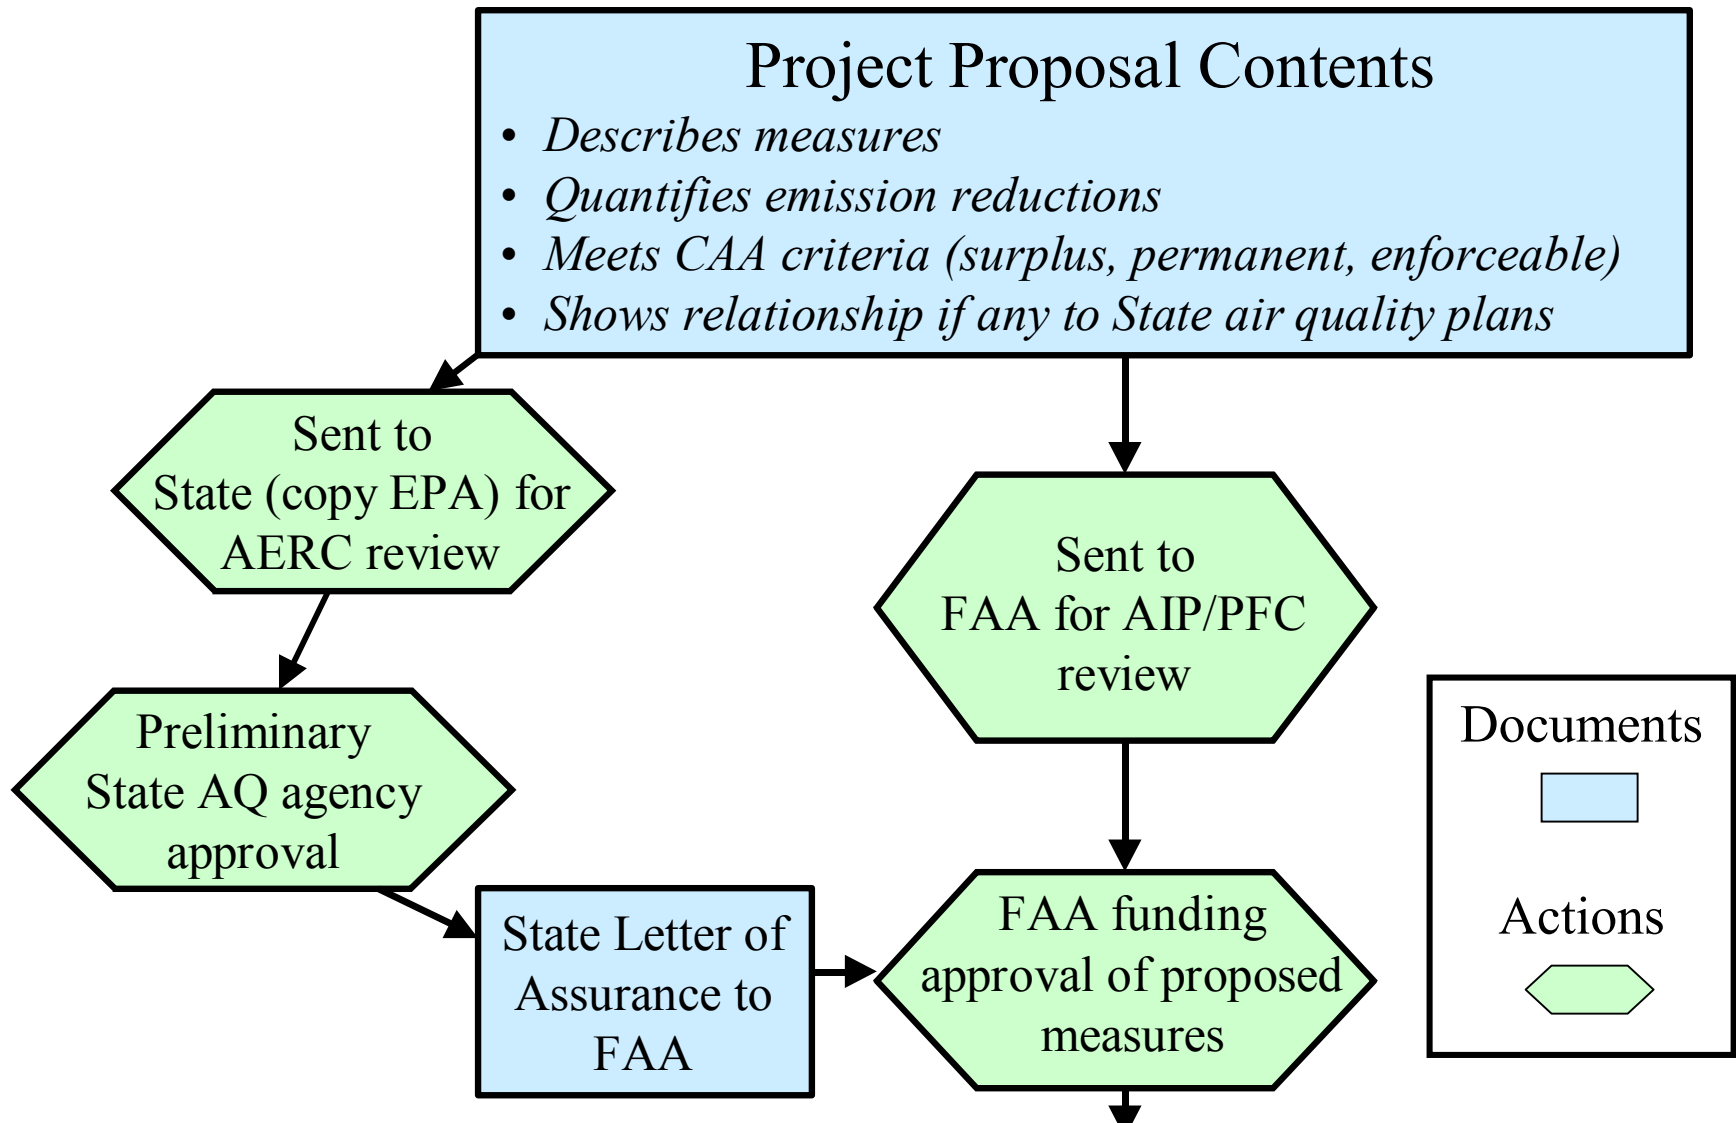 Project Proposal Contents
• Describes measures
• Quantifies emission reductions
• Meets CAA criteria (surplus, permanent, enforceable)
• Shows relationship if any to State air quality plans
Sent to
State (copy EPA) for
AERC review
Sent to
FAA for AIP/PFC
review
Preliminary
State AQ agency
approval
State Letter of
Assurance to
FAA
FAA funding
approval of proposed
measures
Documents
Actions